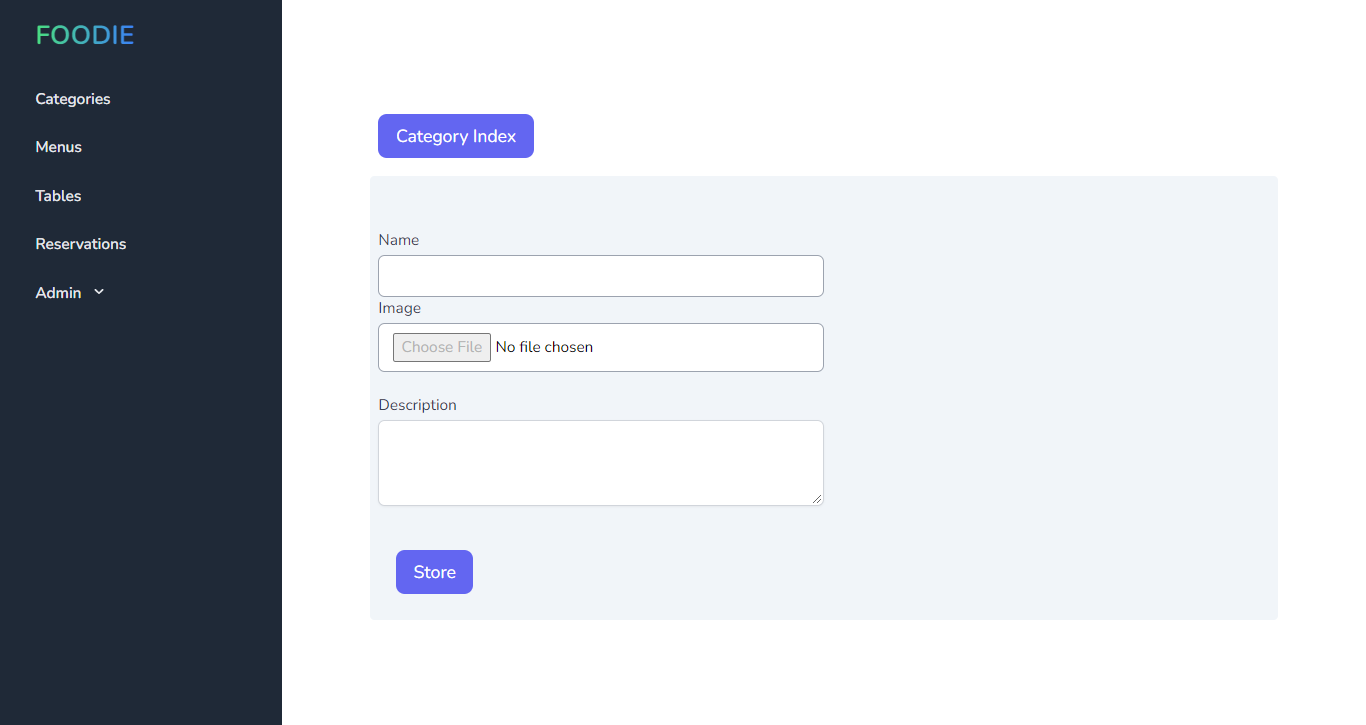 FOODIE
Categories
Menus
Tables
Reservations
Admin
Category Index
Name
Image
Choose File No file chosen
Description
Store